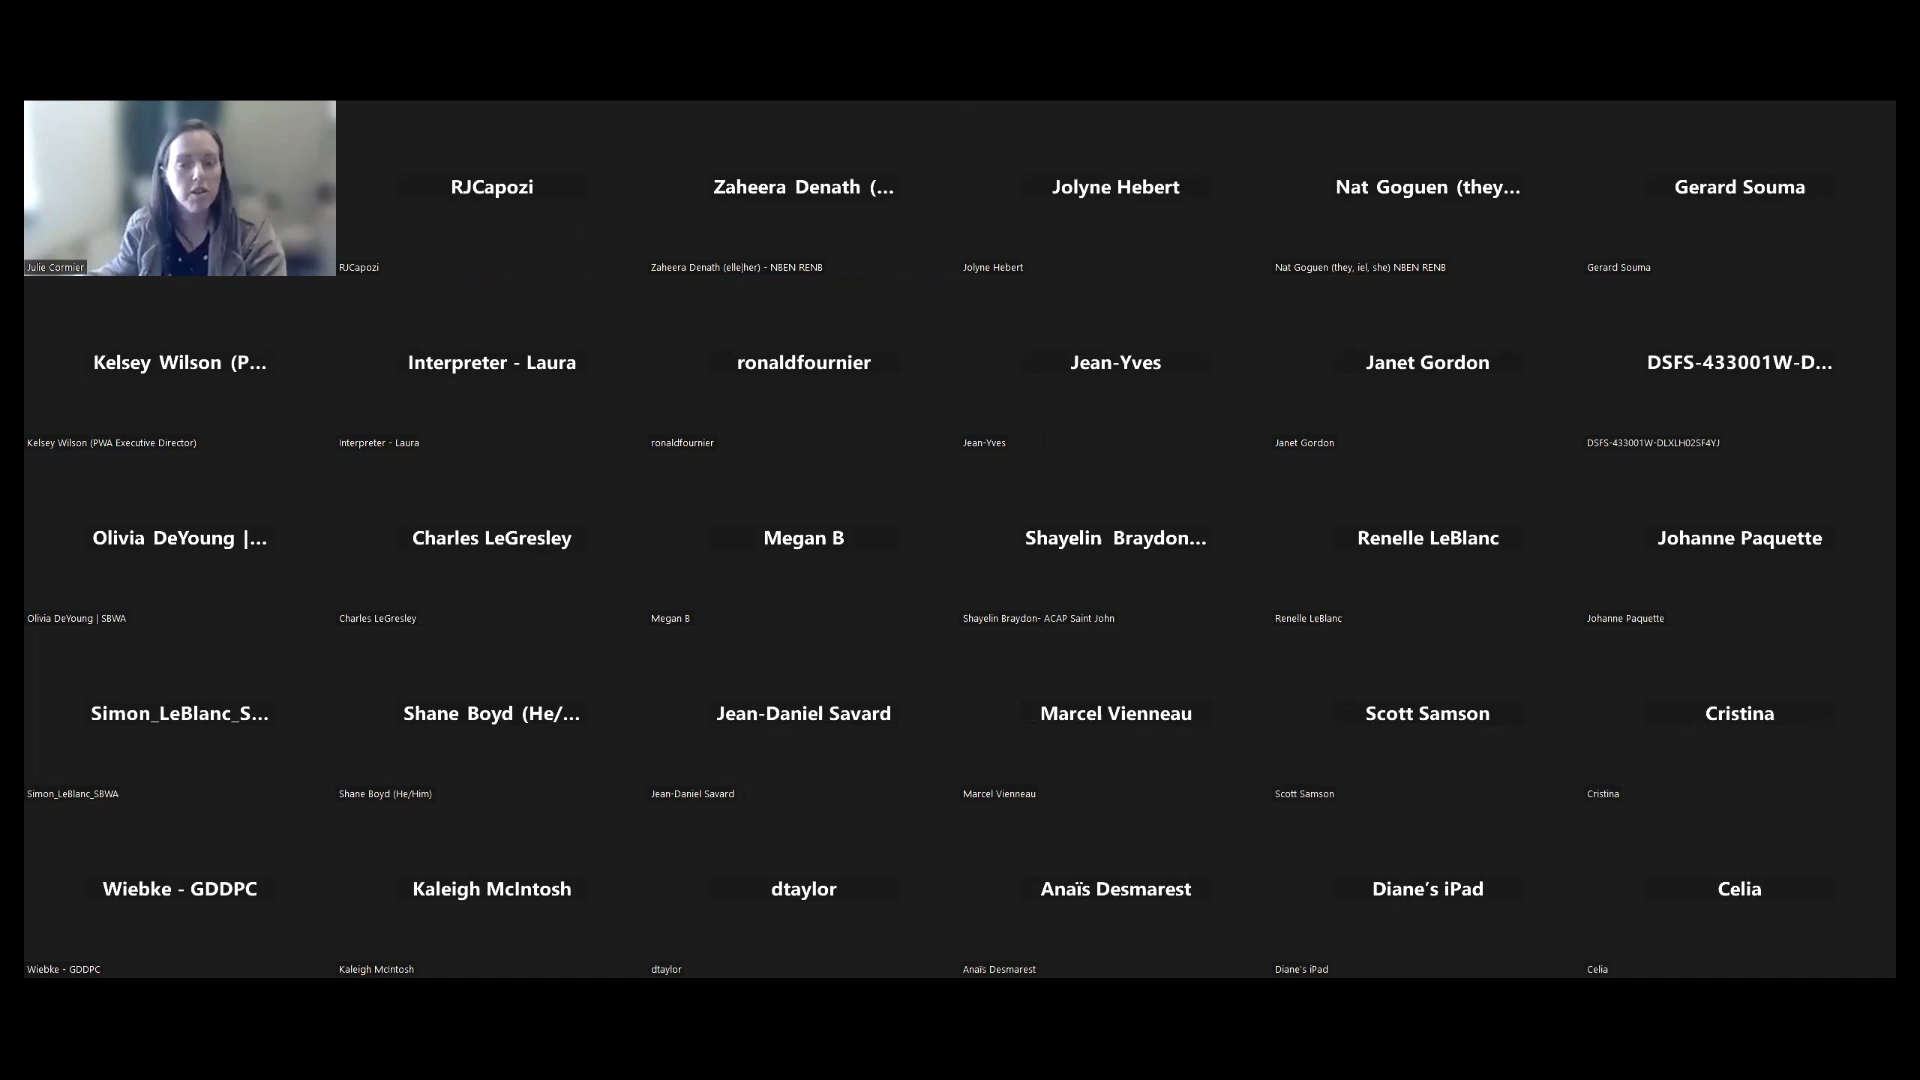 RJCapozi
Zaheera Denath (...
Jolyne Hebert
Nat Goguen (they...
Gerard Souma
Julie Cormier
RJCapozi
Zaheera Denath (elle|her) - NBEN RENB
Jolyne Hebert
Nat Goguen (they, iel, she) NBEN RENB
Gerard Souma
Kelsey Wilson (P...
Interpreter - Laura
ronaldfournier
Jean-Yves
Janet Gordon
DSFS-433001W-D...
Kelsey Wilson (PWA Executive Director)
Interpreter - Laura
ronaldfournier
Jean-Yves
Janet Gordon
DSFS-433001W-DLXLH02SF4YJ
Olivia DeYoung |...
Charles LeGresley
Megan B
Shayelin Braydon...
Renelle LeBlanc
Johanne Paquette
Olivia DeYoung | SBWA
Charles LeGresley
Megan B
Shayelin Braydon- ACAP Saint John
Renelle LeBlanc
Johanne Paquette
Simon_LeBlanc_S...
Shane Boyd (He/...
Jean-Daniel Savard
Marcel Vienneau
Scott Samson
Cristina
Simon_LeBlanc_SBWA
Shane Boyd (He/Him)
Jean-Daniel Savard
Marcel Vienneau
Scott Samson
Cristina
Wiebke - GDDPC
Kaleigh McIntosh
dtaylor
Anaïs Desmarest
Diane's iPad
Celia
Wiebke - GDDPC
Kaleigh McIntosh
dtaylor
Anaïs Desmarest
Diane's iPad
Celia